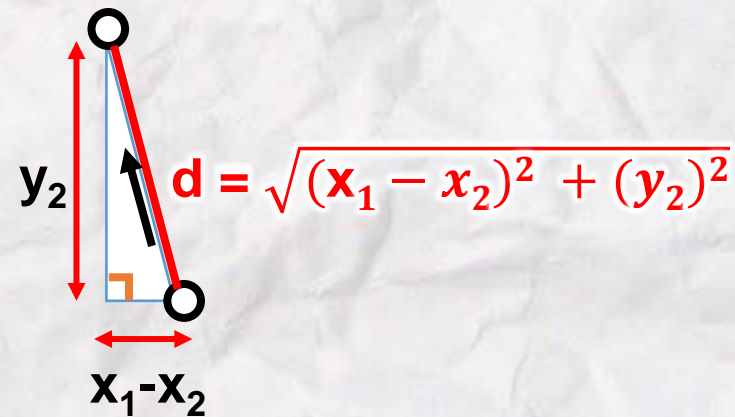 y₂
d = √(x₁ − x₂)² + (y₂)²
x₁-x₂